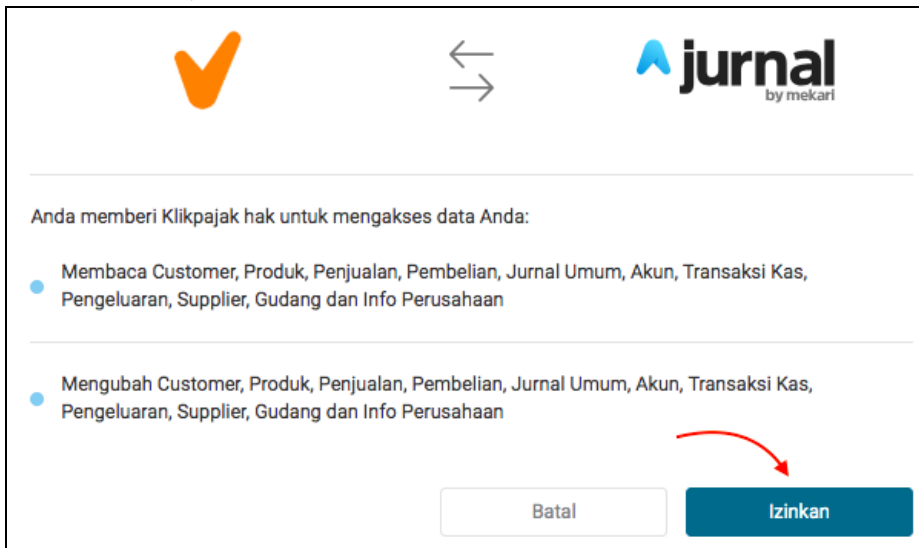 jurnal
by mekari
Anda memberi Klikpajak hak untuk mengakses data Anda:
Membaca Customer, Produk, Penjualan, Pembelian, Jurnal Umum, Akun, Transaksi Kas,
Pengeluaran, Supplier, Gudang dan Info Perusahaan
Mengubah Customer, Produk, Penjualan, Pembelian, Jurnal Umum, Akun, Transaksi Kas,
Pengeluaran, Supplier, Gudang dan Info Perusahaan
Batal
Izinkan